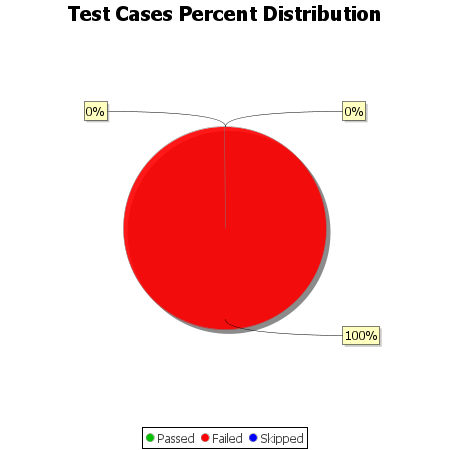 Test Cases Percent Distribution
0%
0%
100%
Passed Failed Skipped